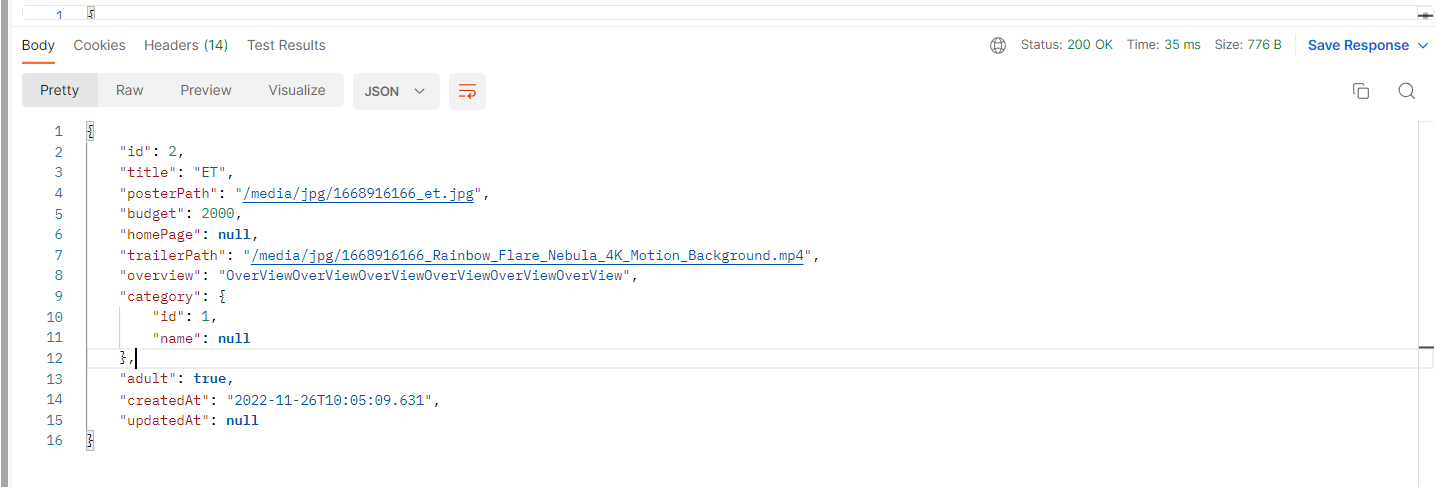 1 {
Body Cookies Headers (14) Test Results Status: 200 OK Time: 35 ms Size: 776 B Save Response
Pretty Raw Preview Visualize JSON
1 {
2 "id": 2,
3 "title": "ET",
4 "posterPath": "/media/jpg/1668916166_et.jpg",
5 "budget": 2000,
6 "homePage": null,
7 "trailerPath": "/media/jpg/1668916166_Rainbow_Flare_Nebula_4K_Motion_Background.mp4",
8 "overview": "OverViewOverViewOverViewOverViewOverViewOverView",
9 "category": {
10 "id": 1,
11 "name": null
12 },
13 "adult": true,
14 "createdAt": "2022-11-26T10:05:09.631",
15 "updatedAt": null
16 }